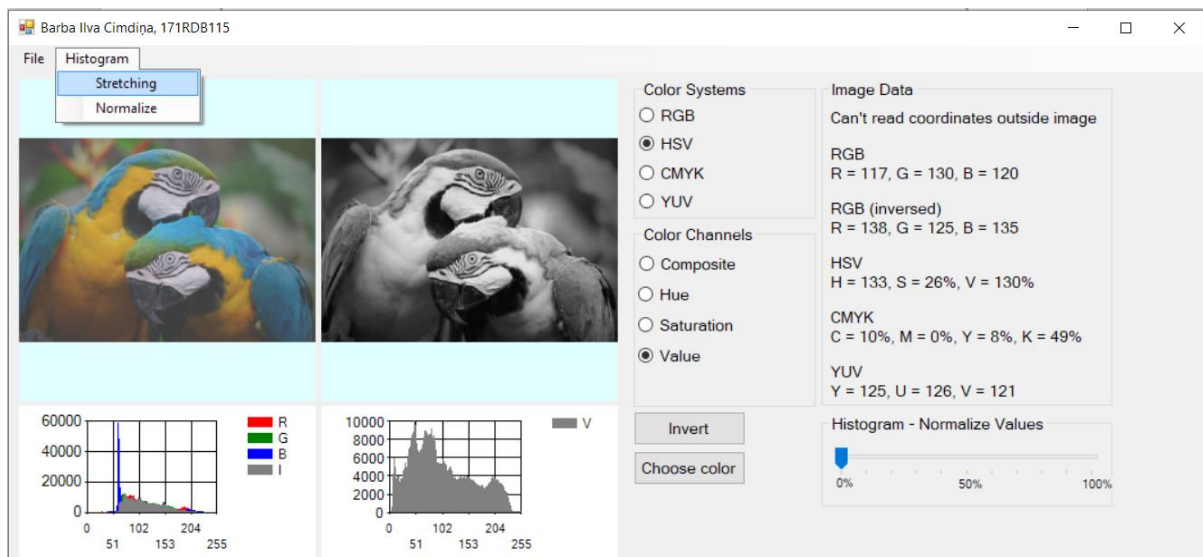 Barba Ilva Cimdiņa, 171RDB115
File Histogram
Stretching
Normalize
Color Systems
RGB
HSV
CMYK
YUV
Color Channels
Composite
Hue
Saturation
Value
Invert
Choose color
Image Data
Can't read coordinates outside image
RGB
R = 117, G = 130, B = 120
RGB (inversed)
R = 138, G = 125, B = 135
HSV
H = 133, S = 26%, V = 130%
CMYK
C = 10%, M = 0%, Y = 8%, K = 49%
YUV
Y = 125, U = 126, V = 121
Histogram - Normalize Values
0% 50% 100%
60000
40000
20000
0
0 102 204
51 153 255
R
G
B
I
10000
8000
6000
4000
2000
0
0 102 204
51 153 255
V